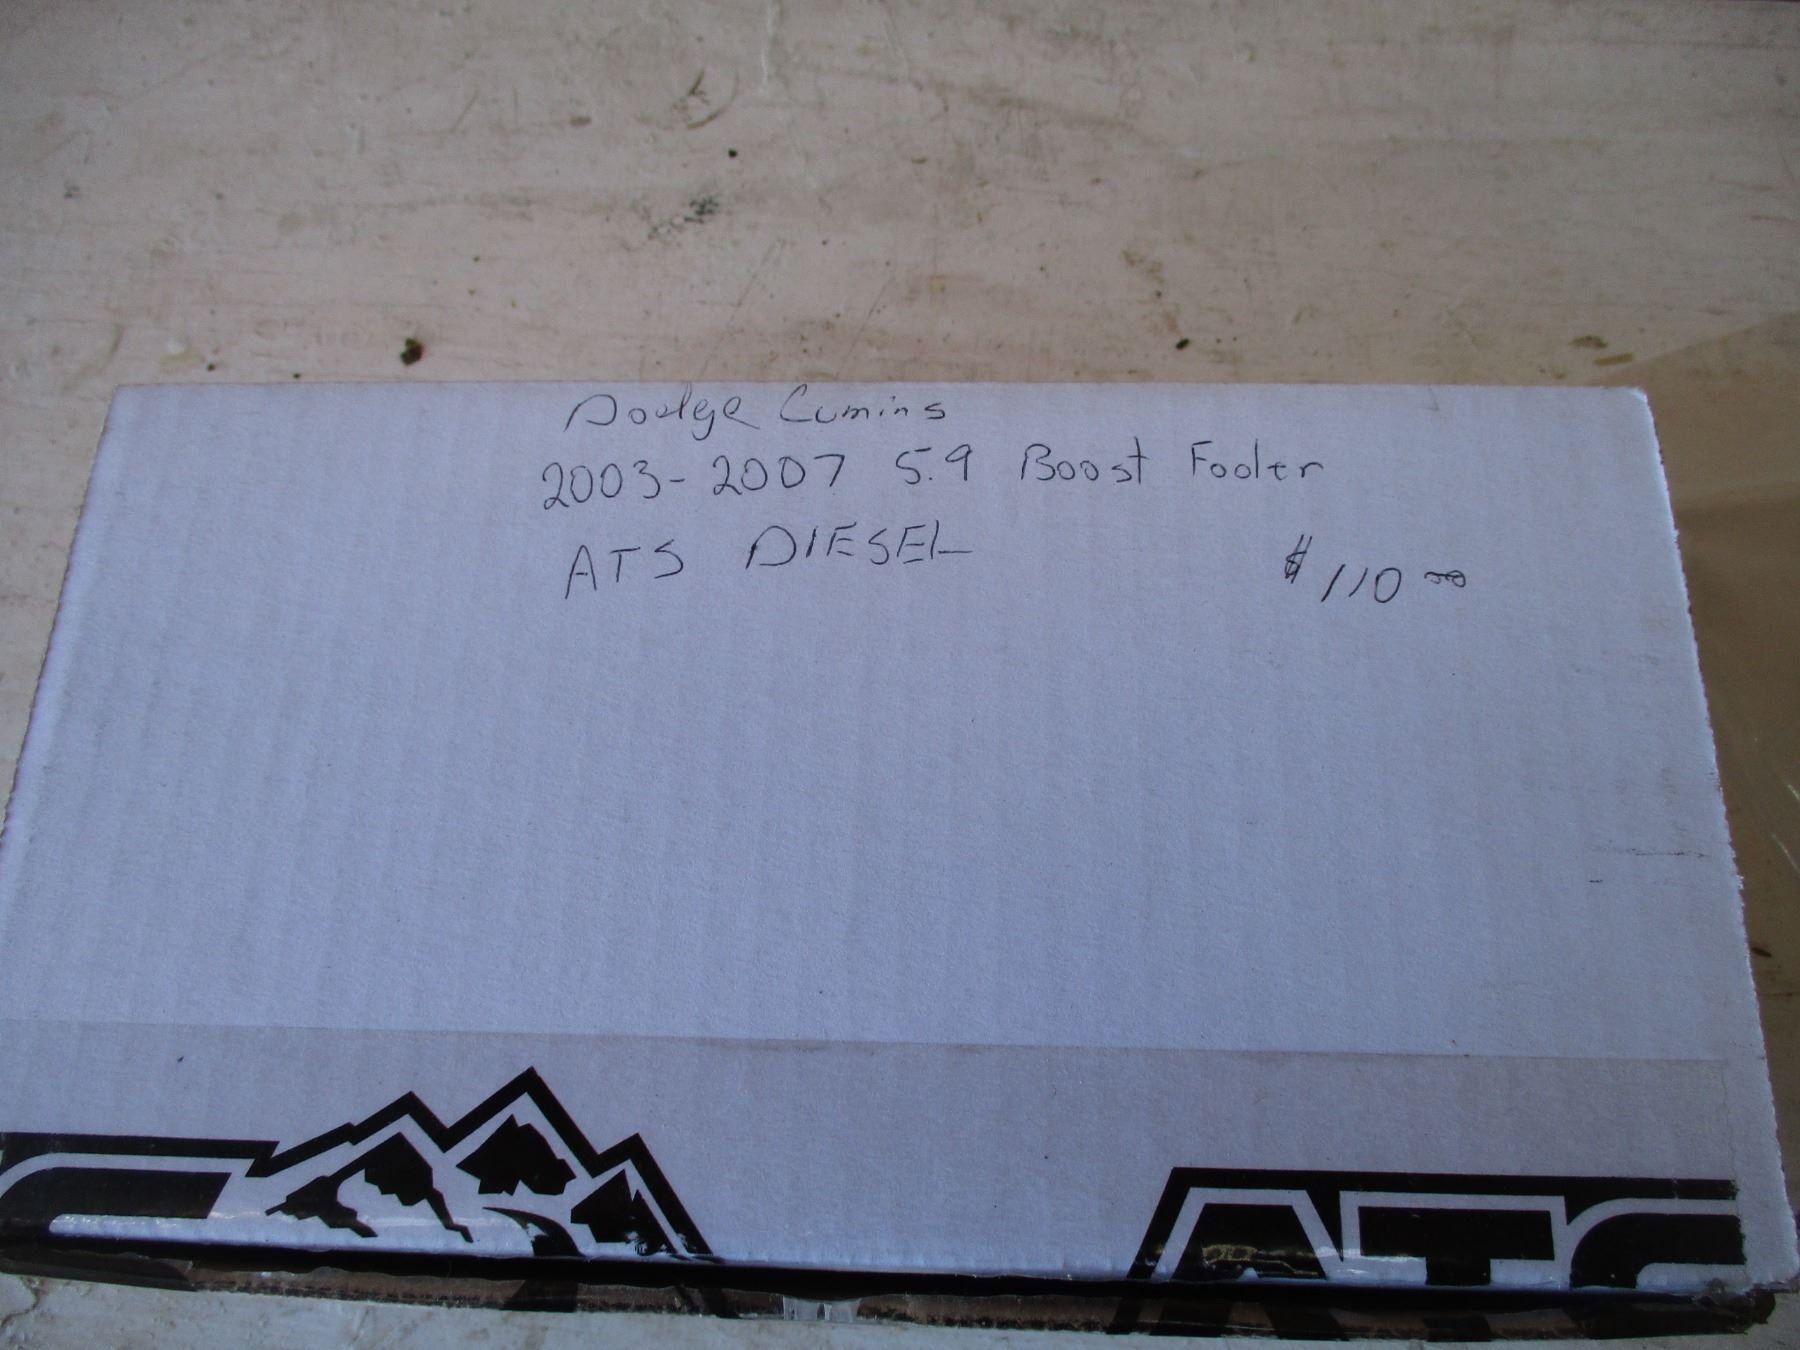 Dodge Cumins
2003-2007 5.9 Boost Fooler
ATS DIESEL $110.00
ATS